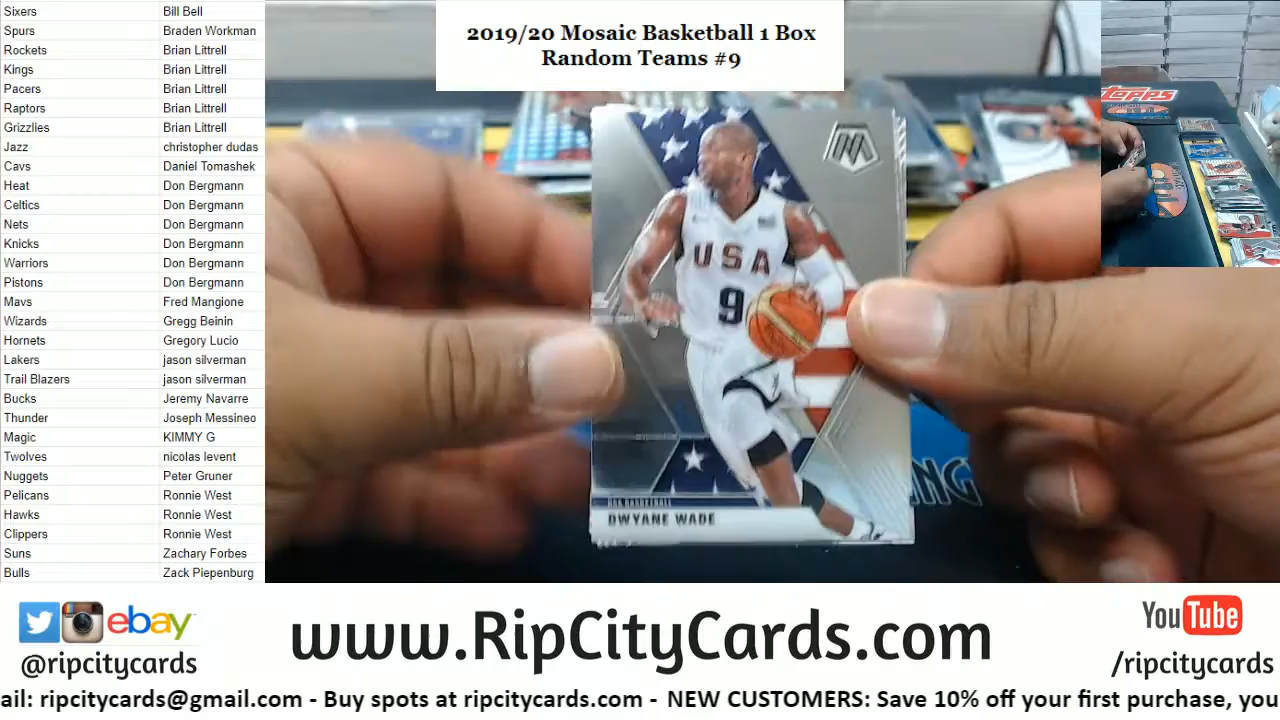 Sixers Bill Bell
Spurs Braden Workman
Rockets Brian Littrell
Kings Brian Littrell
Pacers Brian Littrell
Raptors Brian Littrell
Grizzlies Brian Littrell
Jazz christopher dudas
Cavs Daniel Tomashek
Heat Don Bergmann
Celtics Don Bergmann
Nets Don Bergmann
Knicks Don Bergmann
Warriors Don Bergmann
Pistons Don Bergmann
Mavs Fred Mangione
Wizards Gregg Beinin
Hornets Gregory Lucio
Lakers jason silverman
Trail Blazers jason silverman
Bucks Jeremy Navarre
Thunder Joseph Messineo
Magic KIMMY G
Twolves nicolas levent
Nuggets Peter Gruner
Pelicans Ronnie West
Hawks Ronnie West
Clippers Ronnie West
Suns Zachary Forbes
Bulls Zack Piepenburg
2019/20 Mosaic Basketball 1 Box
Random Teams #9
TOPPS
M
USA
9
USA BASKETBALL
DWYANE WADE
ING
ebay
@ripcitycards
www.RipCityCards.com
YouTube
/ripcitycards
ail: ripcitycards@gmail.com - Buy spots at ripcitycards.com - NEW CUSTOMERS: Save 10% off your first purchase, you